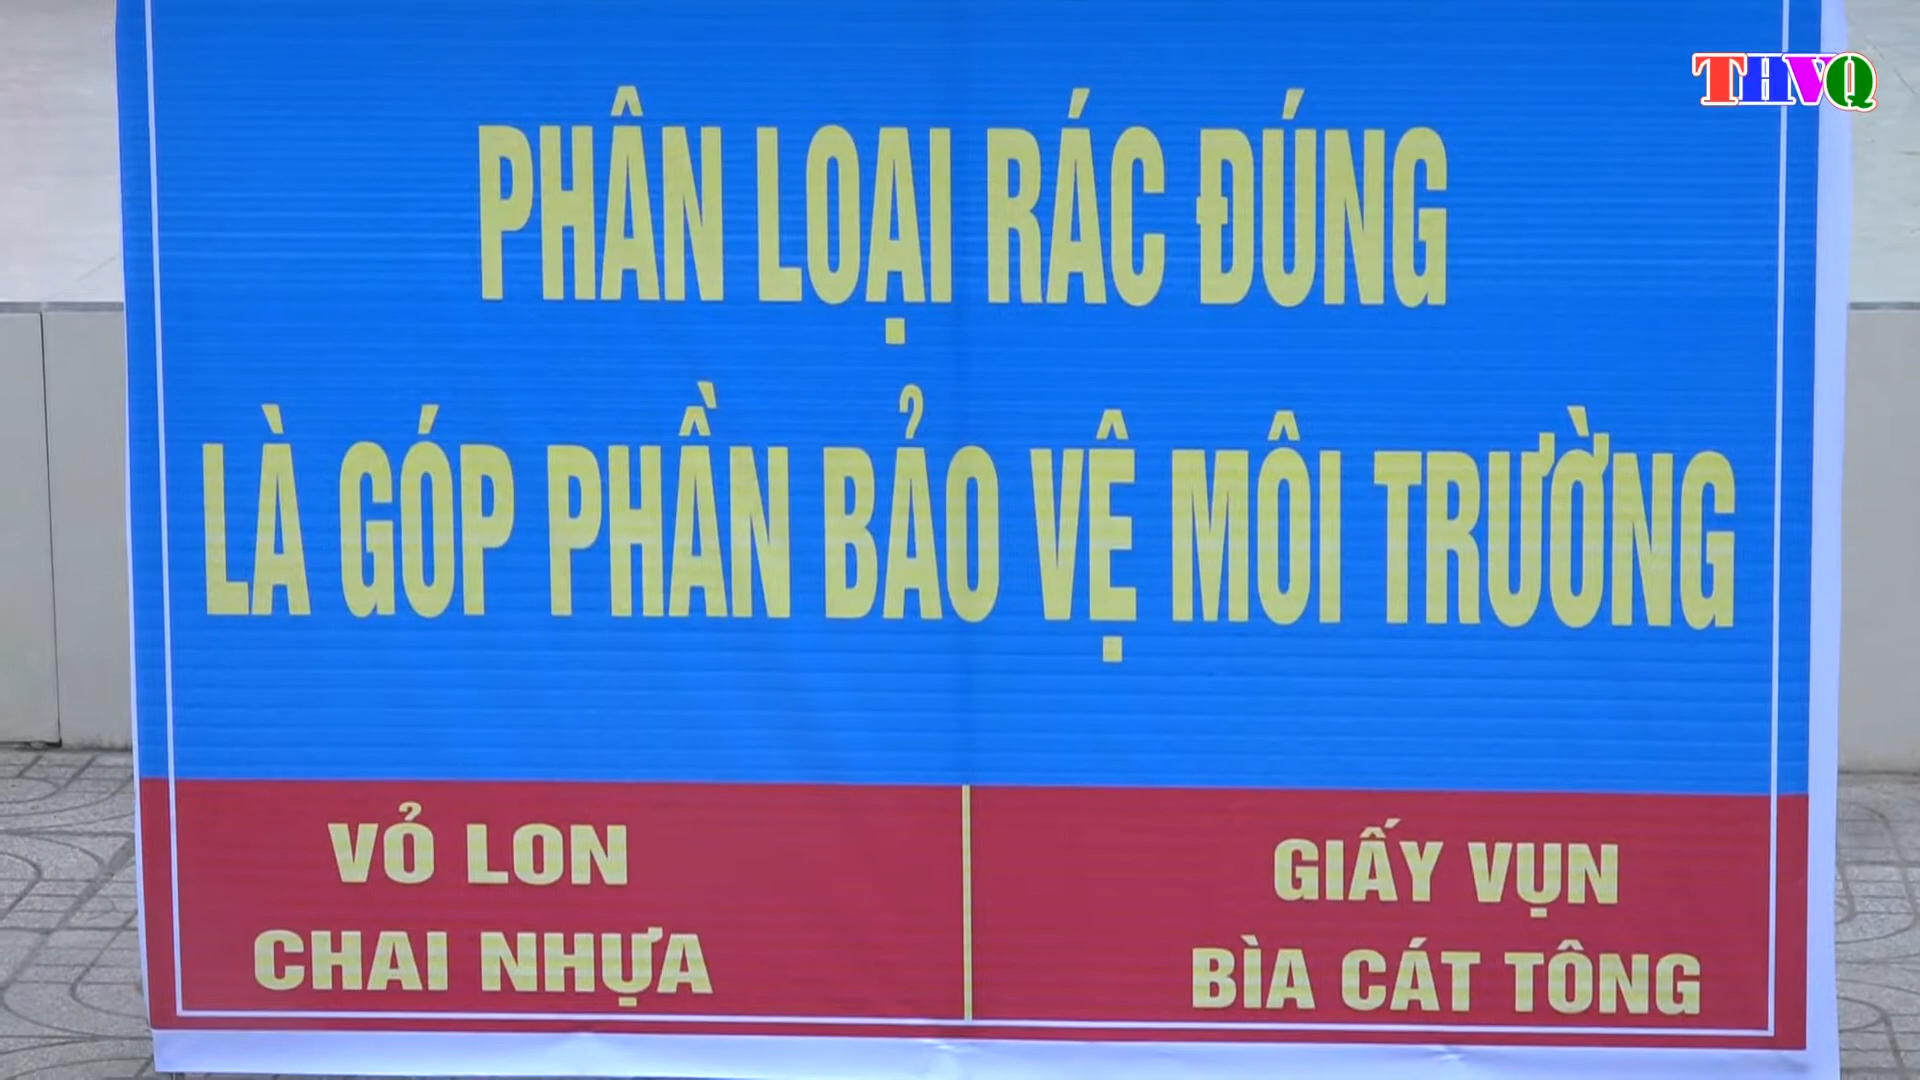 THVQ
PHÂN LOẠI RÁC ĐÚNG
LÀ GÓP PHẦN BẢO VỆ MÔI TRƯỜNG
VỎ LON
CHAI NHỰA
GIẤY VỤN
BÌA CÁT TÔNG